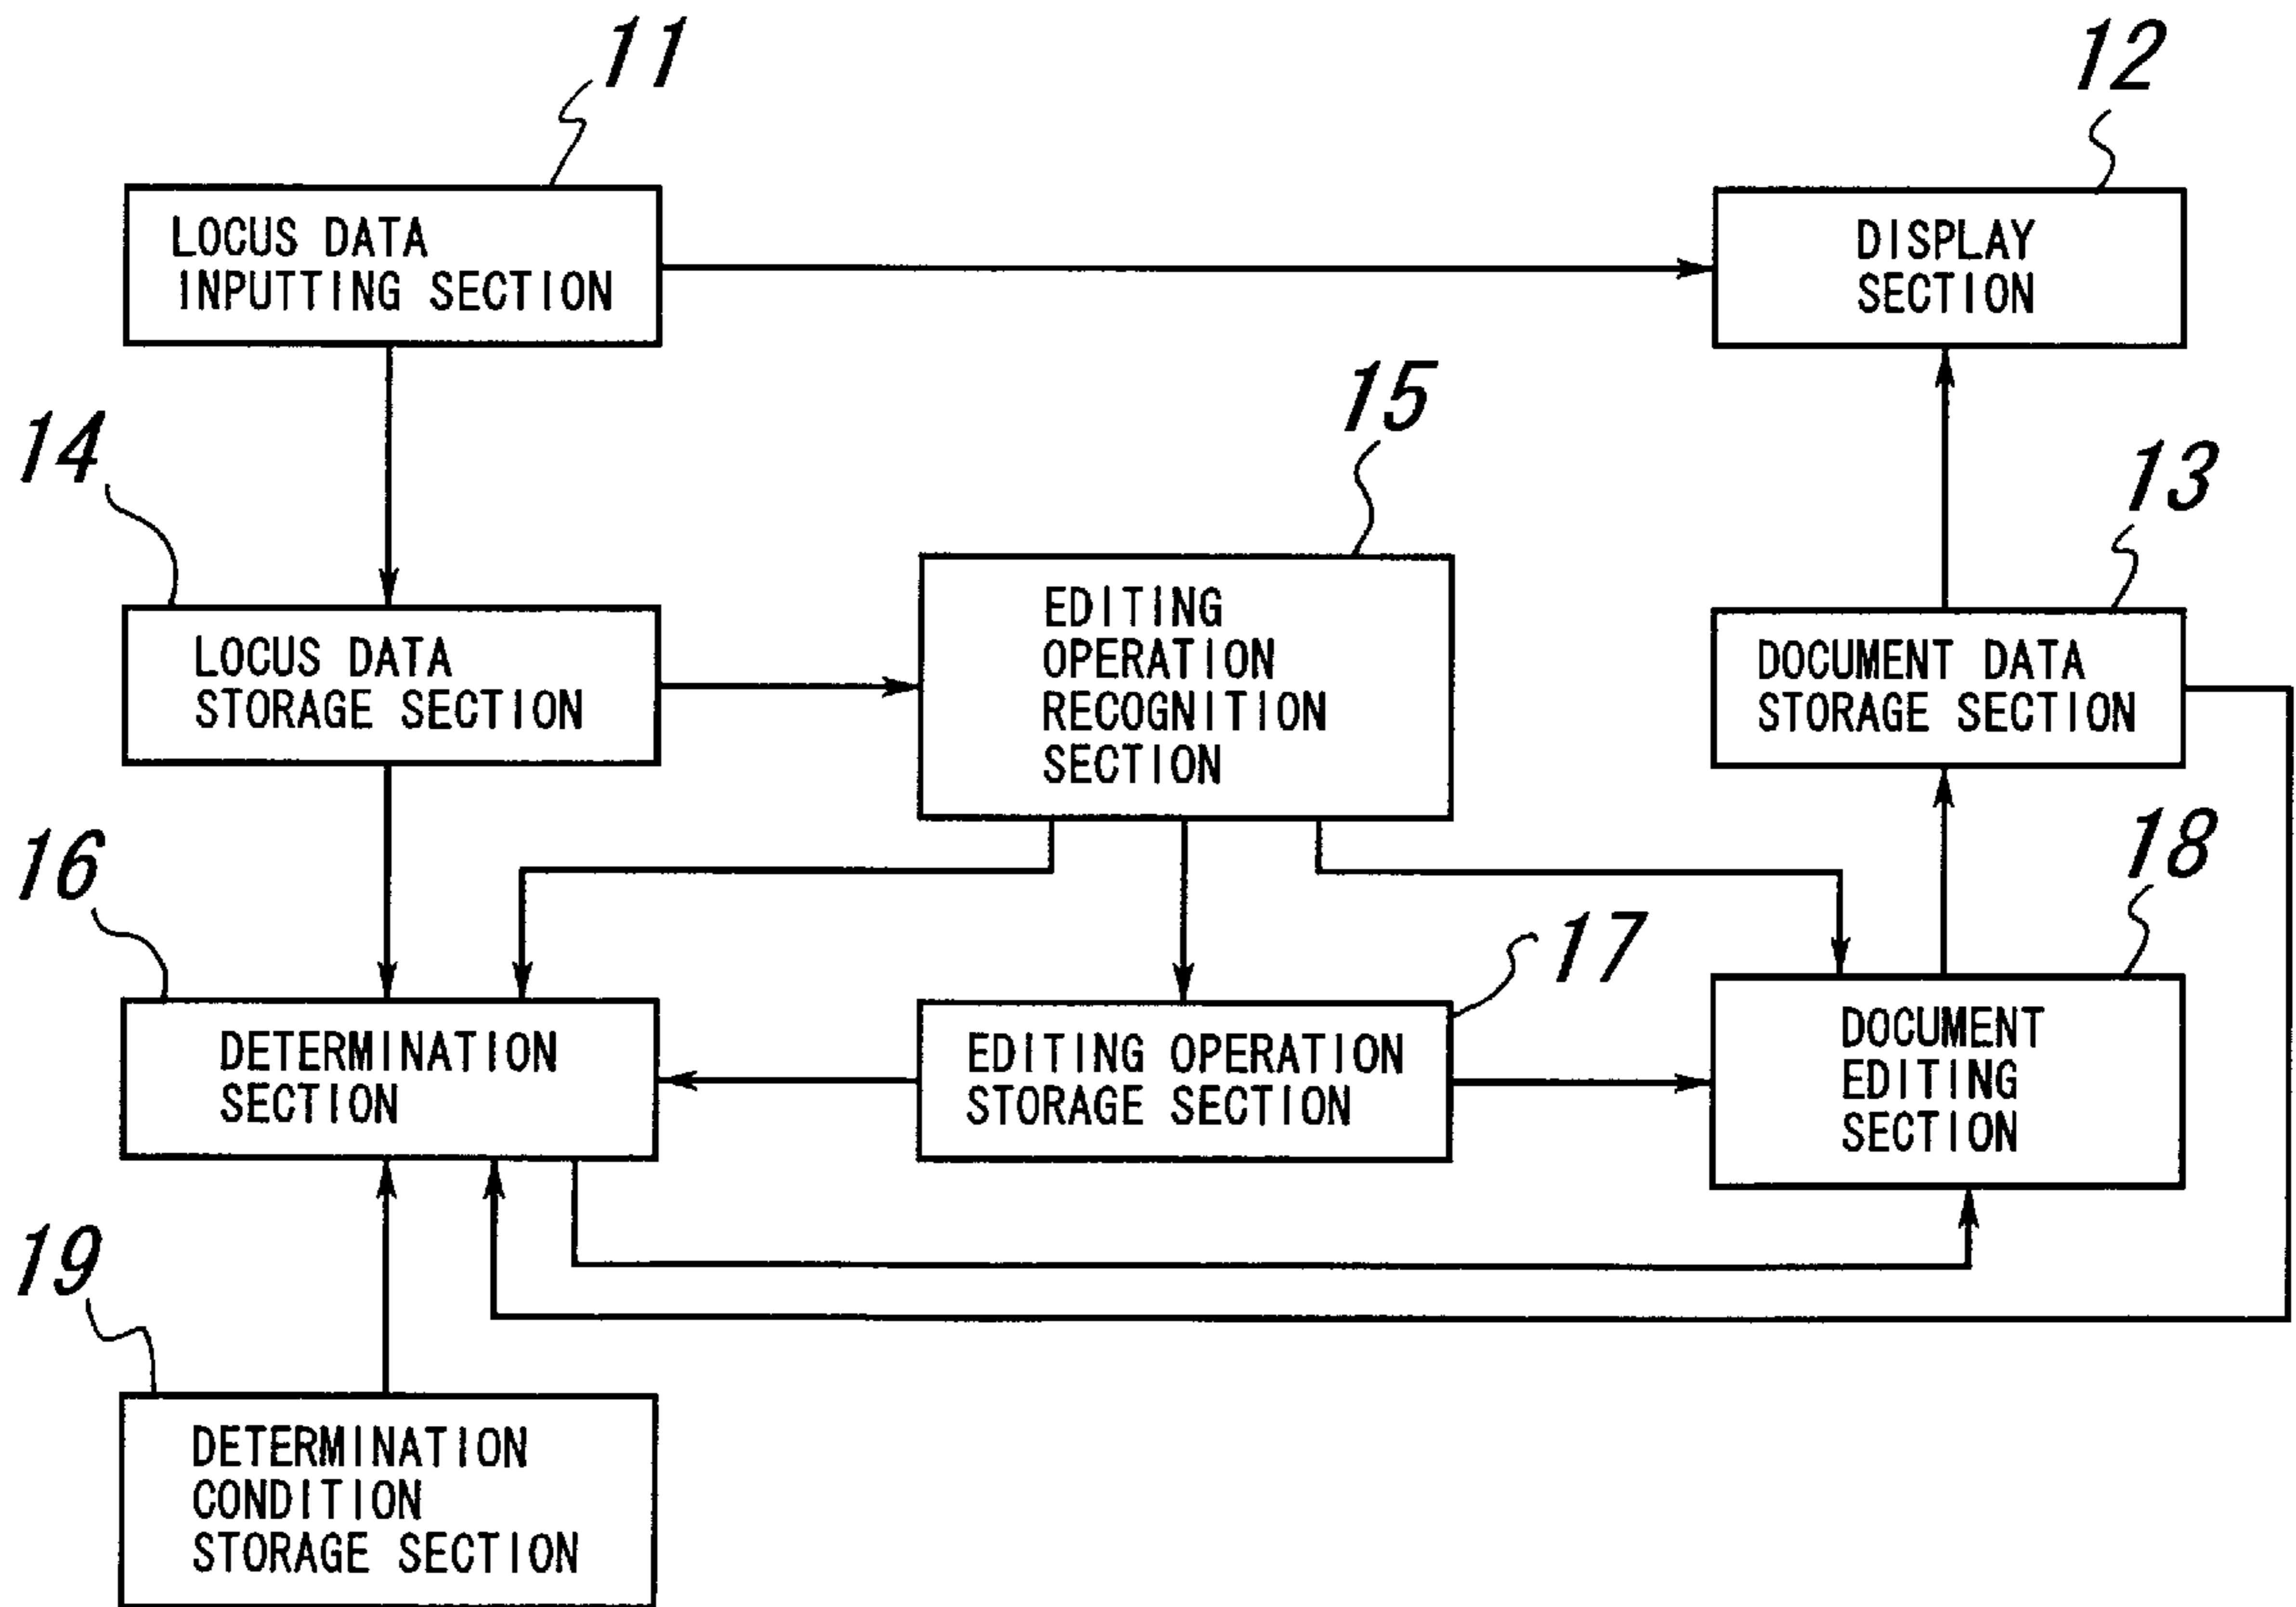 11
12
LOCUS DATA
INPUTTING SECTION
DISPLAY
SECTION
14
15
13
LOCUS DATA
STORAGE SECTION
EDITING
OPERATION
RECOGNITION
SECTION
DOCUMENT DATA
STORAGE SECTION
16
17
18
DETERMINATION
SECTION
EDITING OPERATION
STORAGE SECTION
DOCUMENT
EDITING
SECTION
19
DETERMINATION
CONDITION
STORAGE SECTION